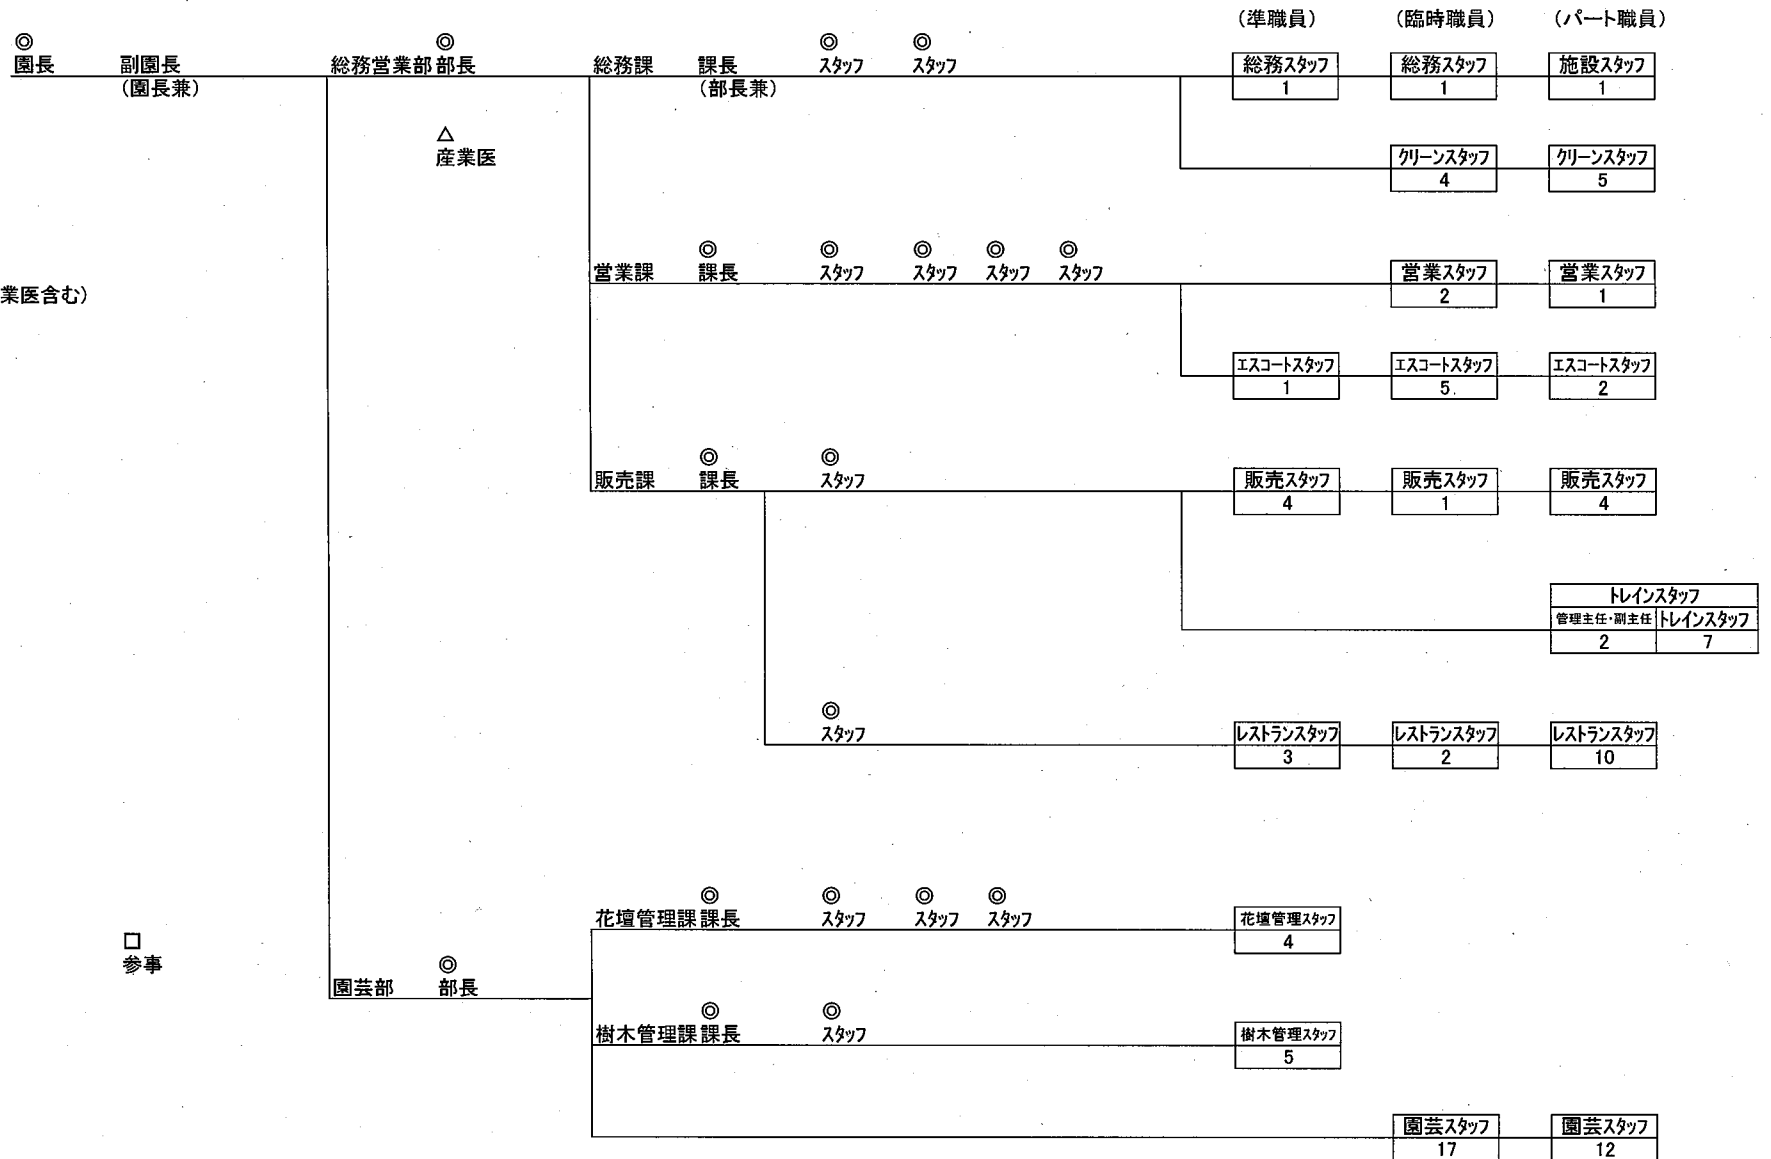 (準職員) (臨時職員) (パート職員)
◎ ◎ ◎ ◎
園長 副園長 総務営業部 部長 総務課 課長 スタッフ スタッフ 総務スタッフ 総務スタッフ 施設スタッフ
(園長兼) (部長兼) 1 1 1
△
産業医 クリーンスタッフ クリーンスタッフ
4 5
◎ ◎ ◎ ◎ ◎
営業課 課長 スタッフ スタッフ スタッフ スタッフ 営業スタッフ 営業スタッフ
業医含む) 2 1
エスコートスタッフ エスコートスタッフ エスコートスタッフ
1 5 2
◎ ◎
販売課 課長 スタッフ 販売スタッフ 販売スタッフ 販売スタッフ
4 1 4
トレインスタッフ
管理主任・副主任 トレインスタッフ
2 7
◎
スタッフ レストランスタッフ レストランスタッフ レストランスタッフ
3 2 10
◎ ◎ ◎ ◎
花壇管理課 課長 スタッフ スタッフ スタッフ 花壇管理スタッフ
□ 4
参事 ◎
園芸部 部長
◎ ◎
樹木管理課 課長 スタッフ 樹木管理スタッフ
5
園芸スタッフ 園芸スタッフ
17 12